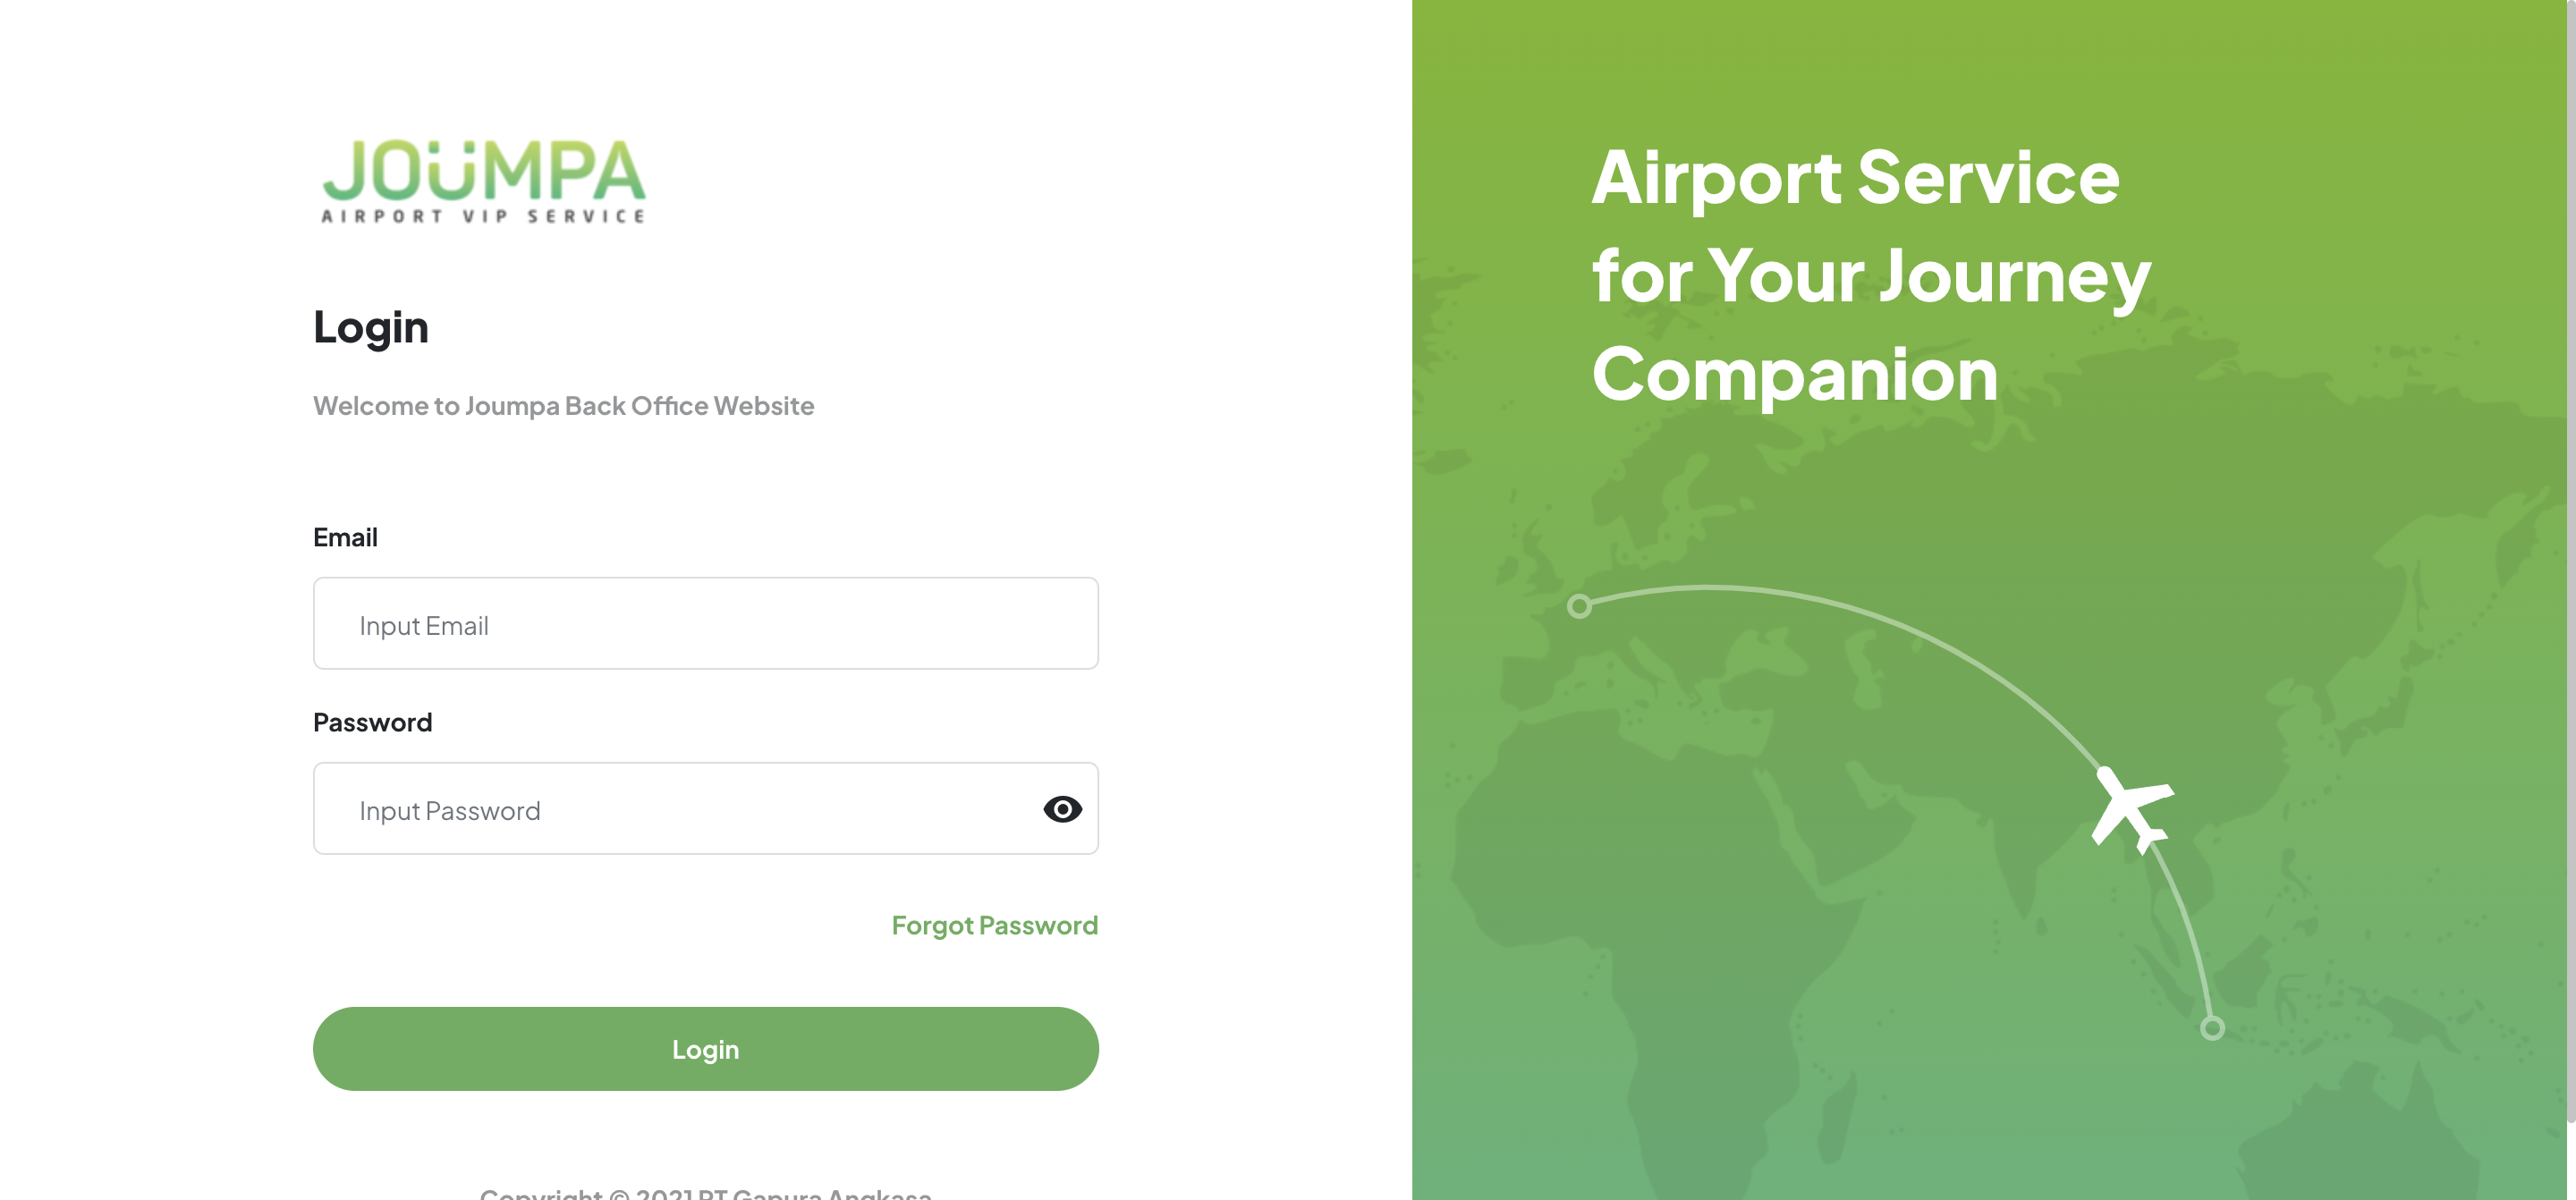 JOÜMPA
AIRPORT VIP SERVICE
Login
Welcome to Joumpa Back Office Website
Email
Input Email
Password
Input Password
Forgot Password
Login
Copyright © 2021 PT Gapura Angkasa
Airport Service
for Your Journey
Companion